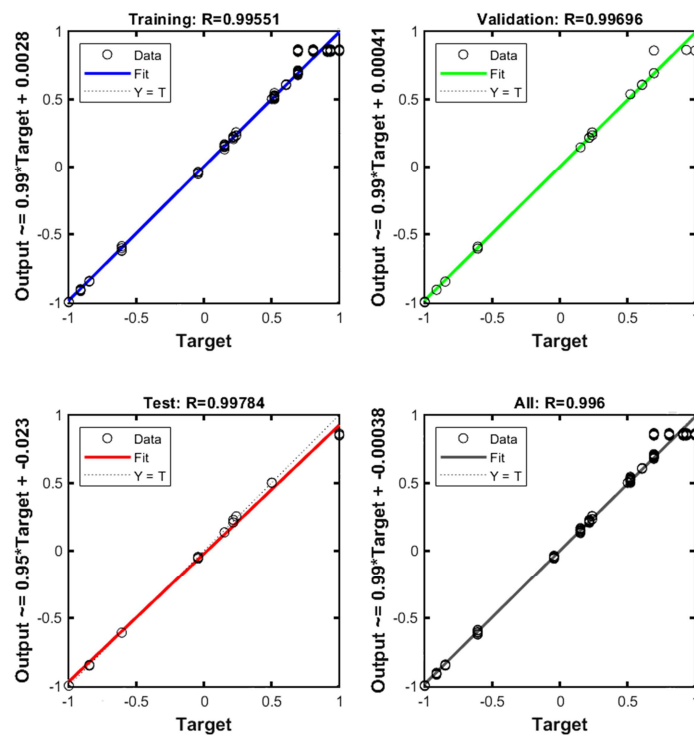 Training: R=0.99551
Output ~= 0.99*Target + 0.0028
1
0.5
0
-0.5
-1
Data
Fit
Y = T
-1
-0.5
0
0.5
1
Target
Validation: R=0.99696
Output ~= 0.99*Target + 0.00041
1
0.5
0
-0.5
-1
Data
Fit
Y = T
-1
-0.5
0
0.5
1
Target
Test: R=0.99784
Output ~= 0.95*Target + -0.023
1
0.5
0
-0.5
-1
Data
Fit
Y = T
-1
-0.5
0
0.5
1
Target
All: R=0.996
Output ~= 0.99*Target + -0.00038
1
0.5
0
-0.5
-1
Data
Fit
Y = T
-1
-0.5
0
0.5
1
Target